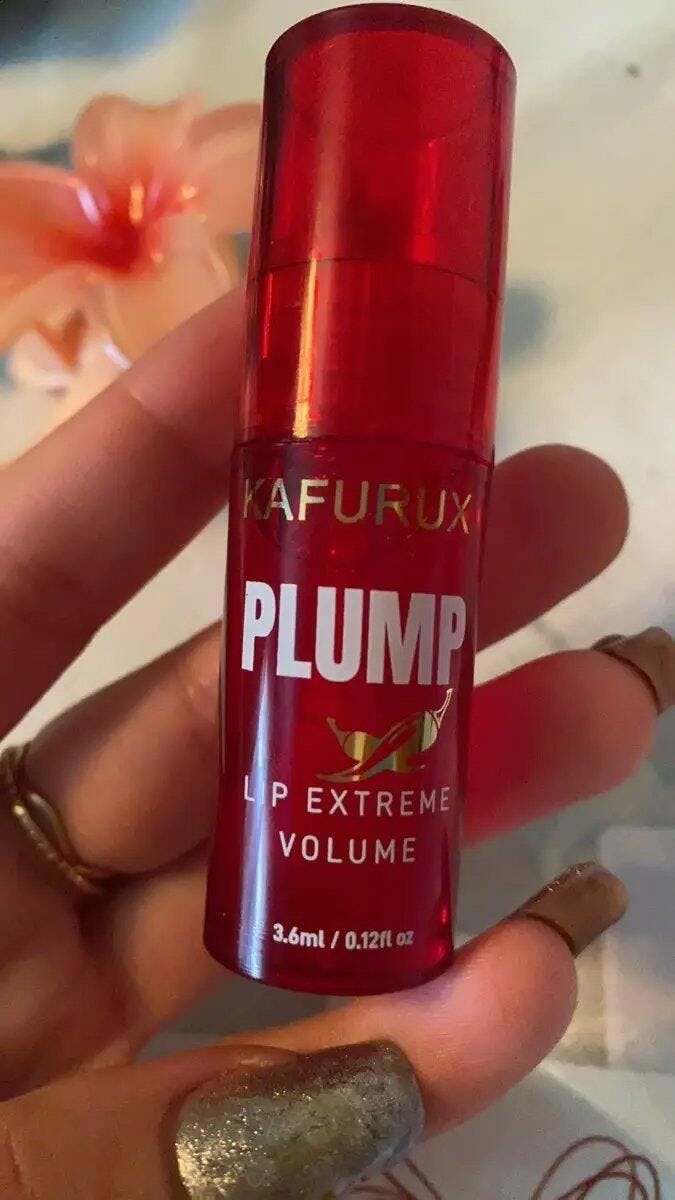 KAFURUX
PLUMP
LIP EXTREME
VOLUME
3.6ml / 0.12fl oz